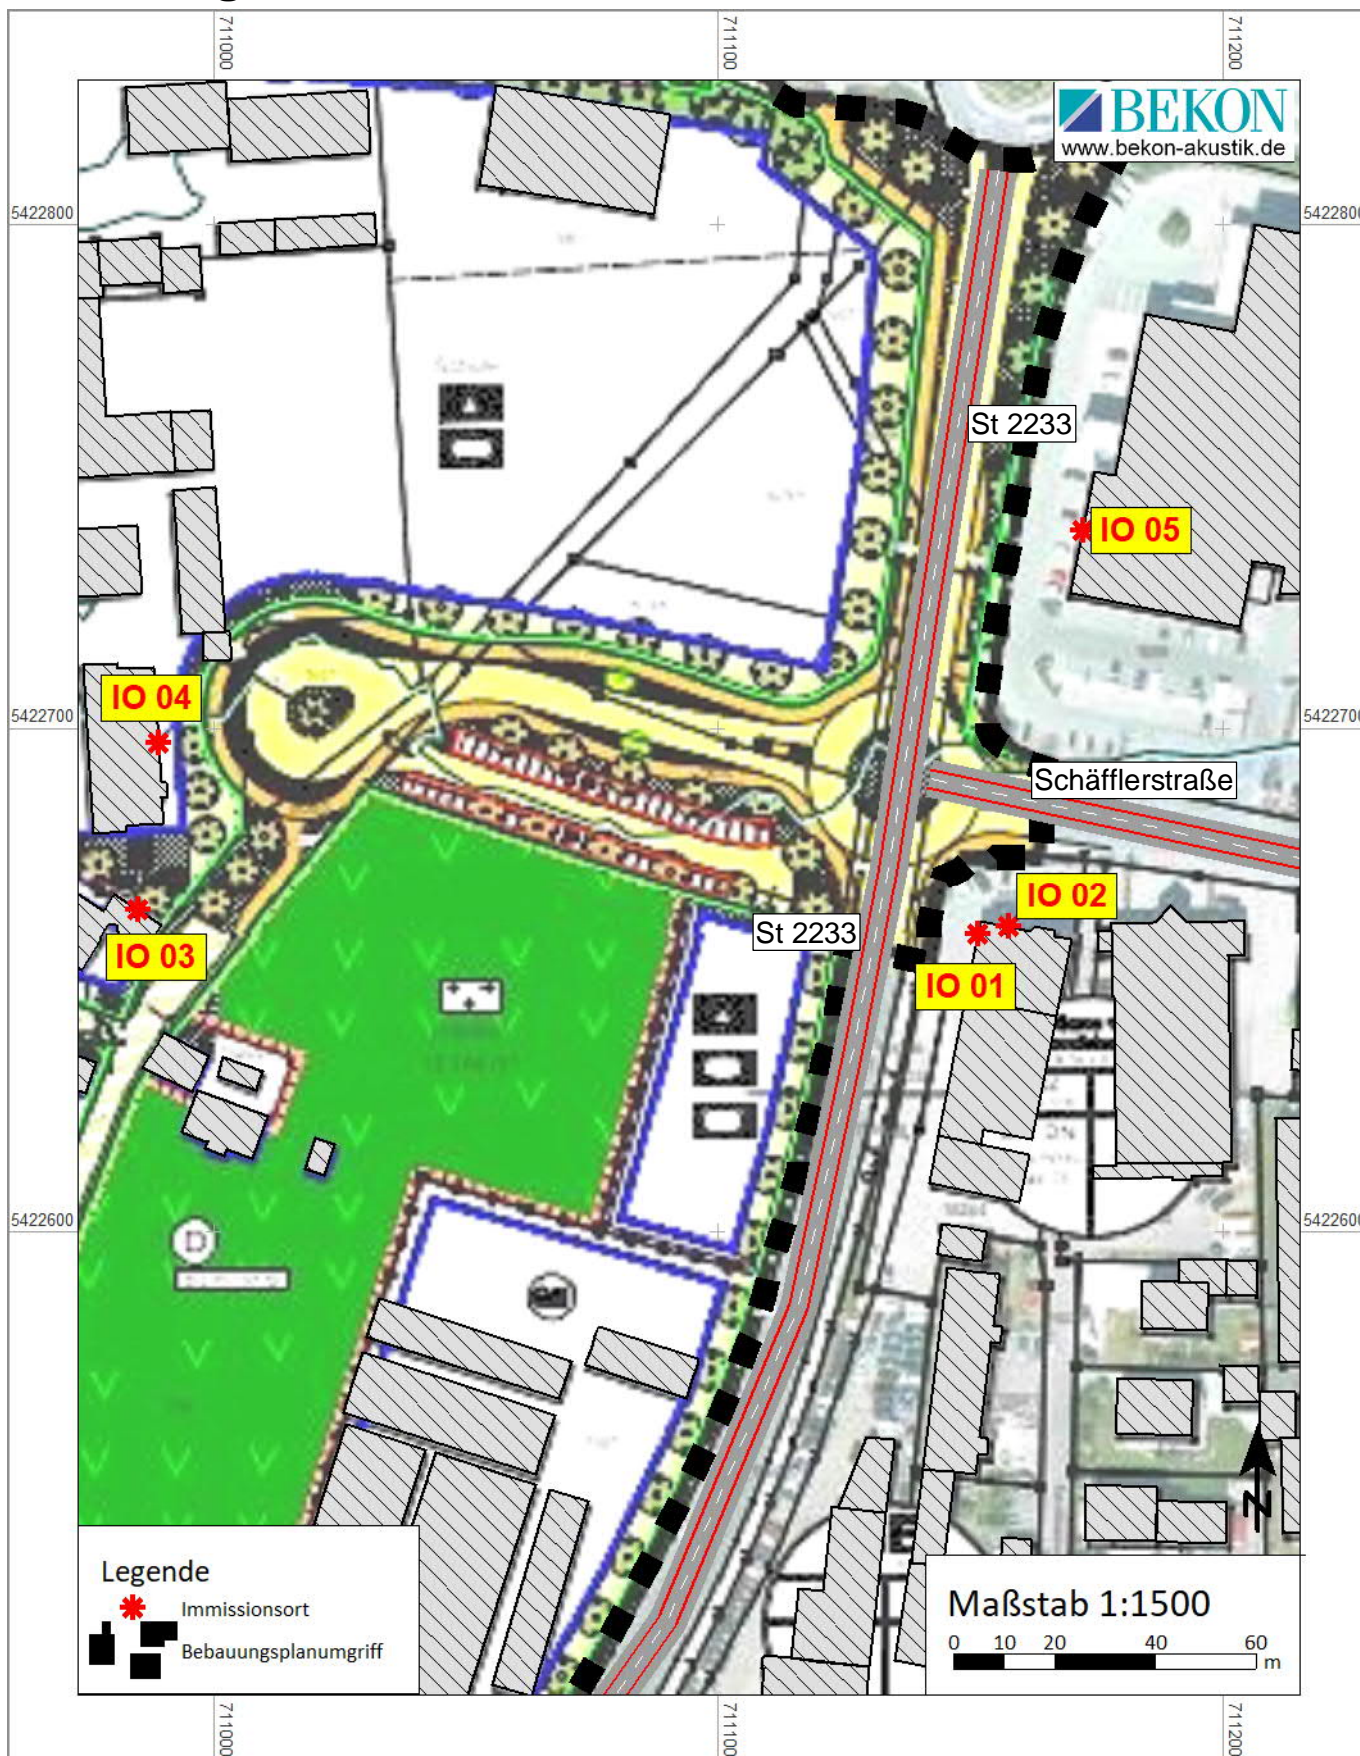 711000
711100
711200
BEKON
www.bekon-akustik.de
5422800
5422800
St 2233
IO 05
IO 04
5422700
5422700
Schäfflerstraße
IO 02
IO 03
St 2233
IO 01
5422600
5422600
D
N
Legende
Immissionsort
Bebauungsplanumgriff
Maßstab 1:1500
0 10 20 40 60
m
711000
711100
711200